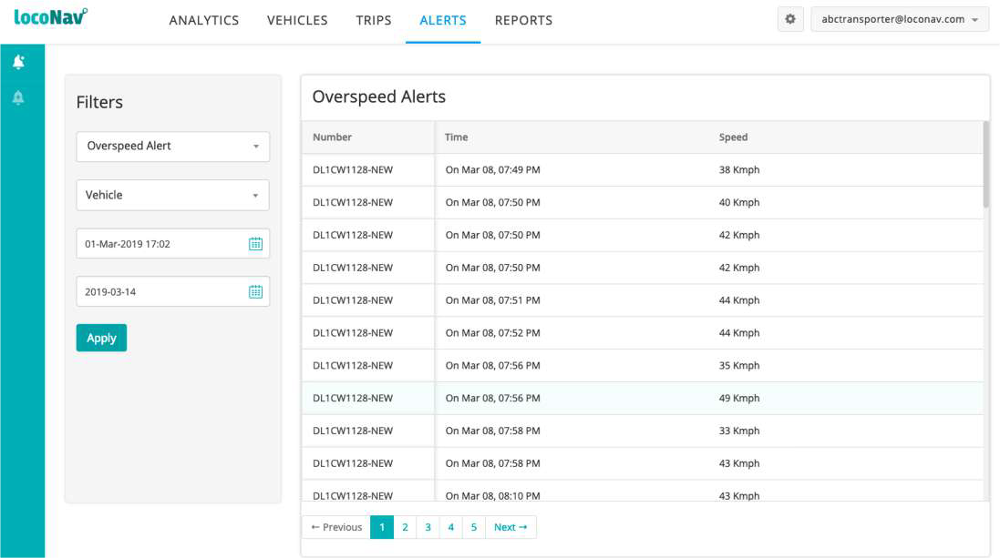 locoNav
ANALYTICS VEHICLES TRIPS ALERTS REPORTS
abctransporter@loconav.com
Filters
Overspeed Alert
Vehicle
01-Mar-2019 17:02
2019-03-14
Apply
Overspeed Alerts
Number Time Speed
DL1CW1128-NEW On Mar 08, 07:49 PM 38 Kmph
DL1CW1128-NEW On Mar 08, 07:50 PM 40 Kmph
DL1CW1128-NEW On Mar 08, 07:50 PM 42 Kmph
DL1CW1128-NEW On Mar 08, 07:50 PM 42 Kmph
DL1CW1128-NEW On Mar 08, 07:51 PM 44 Kmph
DL1CW1128-NEW On Mar 08, 07:52 PM 44 Kmph
DL1CW1128-NEW On Mar 08, 07:56 PM 35 Kmph
DL1CW1128-NEW On Mar 08, 07:56 PM 49 Kmph
DL1CW1128-NEW On Mar 08, 07:58 PM 33 Kmph
DL1CW1128-NEW On Mar 08, 07:58 PM 43 Kmph
DL1CW1128-NEW On Mar 08, 08:10 PM 43 Kmph
← Previous 1 2 3 4 5 Next →